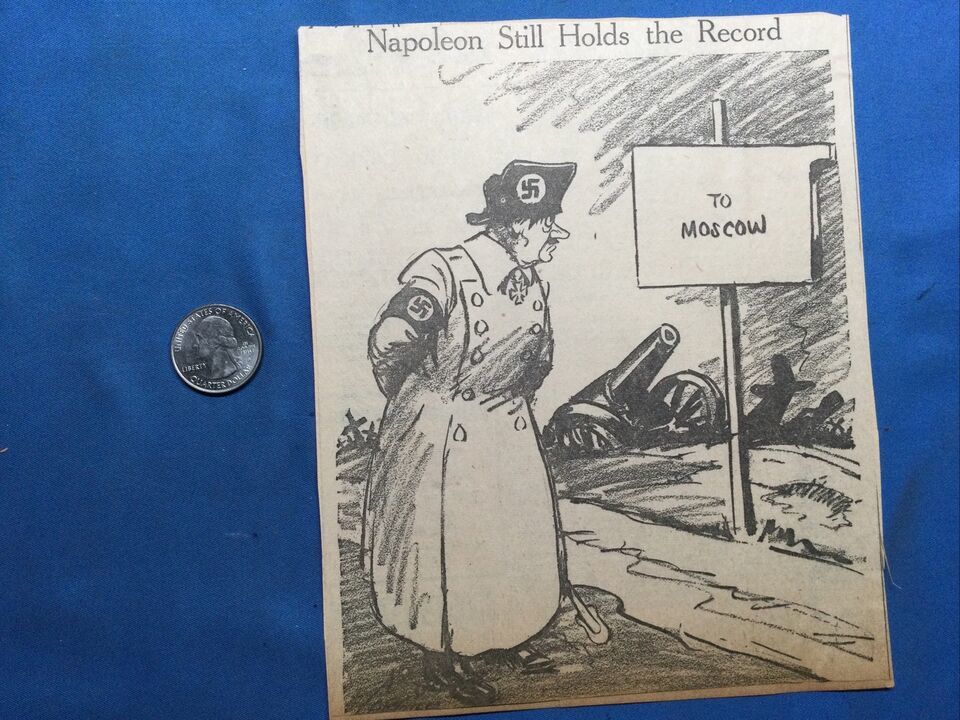 Napoleon Still Holds the Record
TO
MOSCOW
UNITED STATES OF AMERICA
LIBERTY
QUARTER DOLLAR